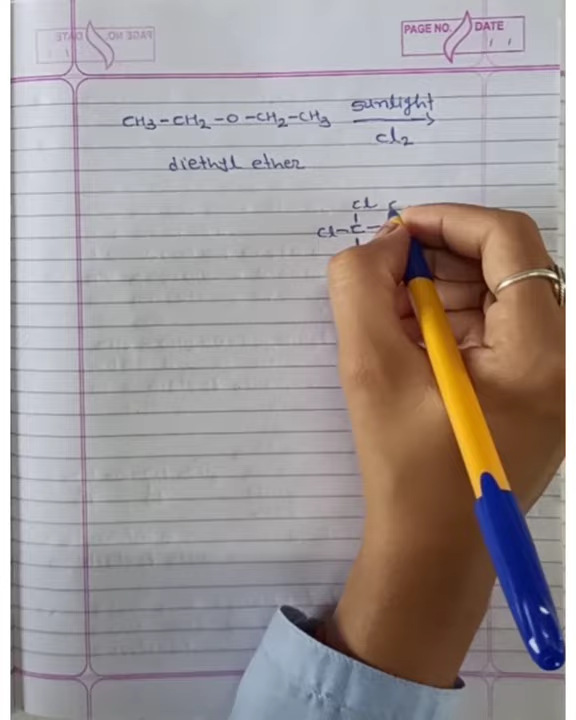 PAGE NO. DATE
/ /
CH3-CH2-O-CH2-CH3 sunlight
Cl2
diethyl ether
Cl C
Cl-C-